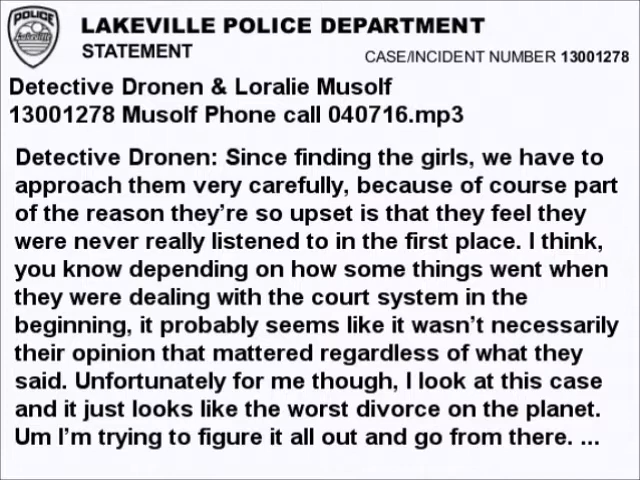 POLICE
Lakeville
LAKEVILLE POLICE DEPARTMENT
STATEMENT
CASE/INCIDENT NUMBER 13001278
Detective Dronen & Loralie Musolf
13001278 Musolf Phone call 040716.mp3
Detective Dronen: Since finding the girls, we have to
approach them very carefully, because of course part
of the reason they're so upset is that they feel they
were never really listened to in the first place. I think,
you know depending on how some things went when
they were dealing with the court system in the
beginning, it probably seems like it wasn't necessarily
their opinion that mattered regardless of what they
said. Unfortunately for me though, I look at this case
and it just looks like the worst divorce on the planet.
Um I'm trying to figure it all out and go from there. ...